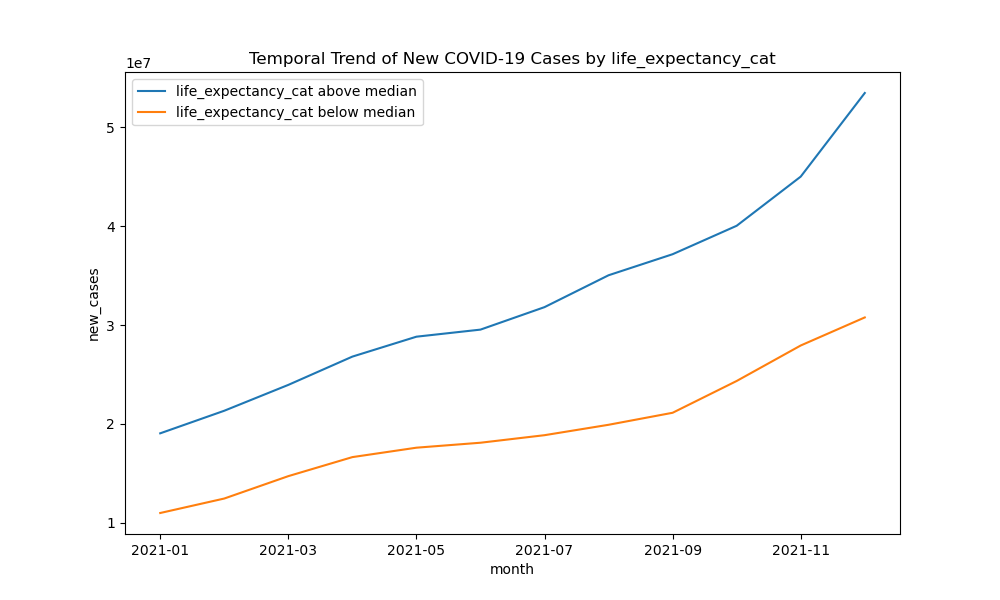 Temporal Trend of New COVID-19 Cases by life_expectancy_cat
1e7
life_expectancy_cat above median
life_expectancy_cat below median
5
4
3
2
1
new_cases
2021-01 2021-03 2021-05 2021-07 2021-09 2021-11
month